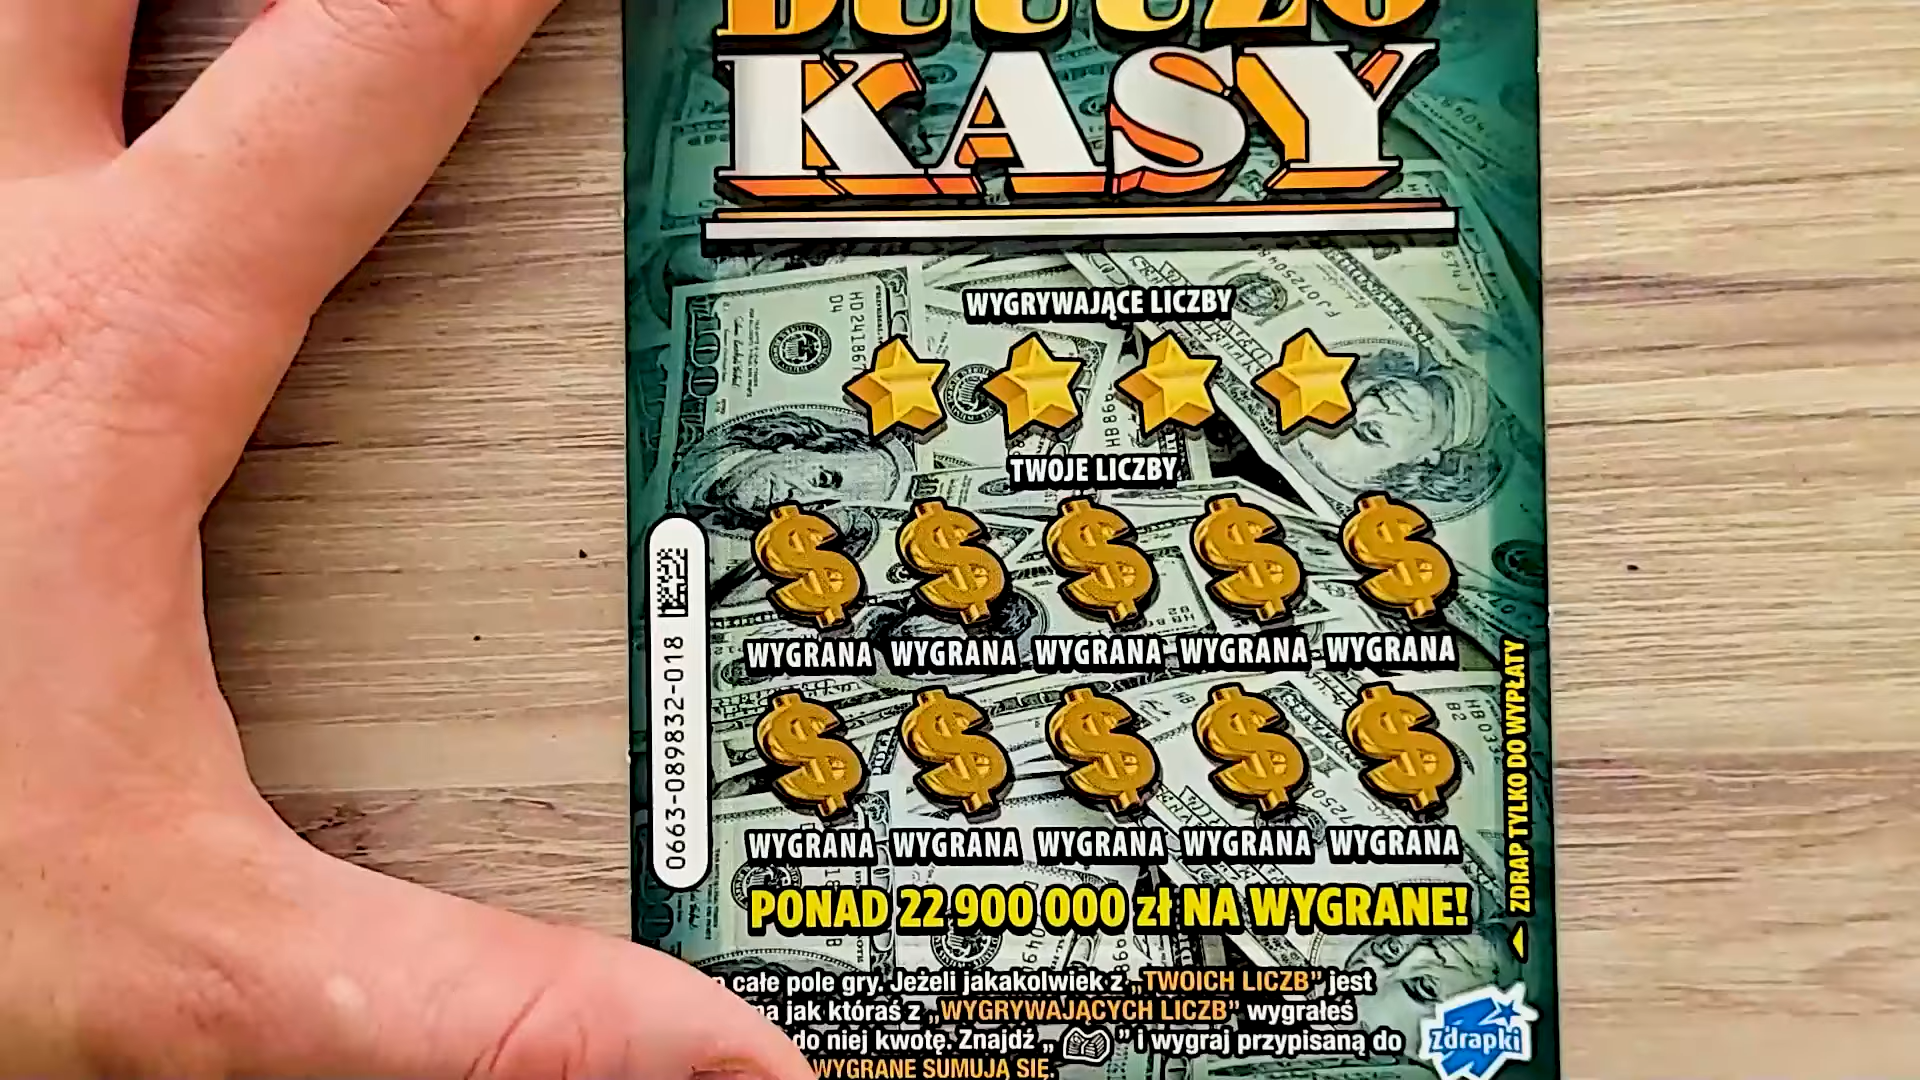 DUUUŻO
KASY
WYGRYWAJĄCE LICZBY
TWOJE LICZBY
WYGRANA WYGRANA WYGRANA WYGRANA WYGRANA
WYGRANA WYGRANA WYGRANA WYGRANA WYGRANA
0663-089832-018
ZDRAP TYLKO DO WYPŁATY
PONAD 22 900 000 zł NA WYGRANE!
całe pole gry. Jeżeli jakakolwiek z „TWOICH LICZB" jest
jak któraś z „WYGRYWAJĄCYCH LICZB" wygrałeś
do niej kwotę. Znajdź „ " i wygraj przypisaną do
WYGRANE SUMUJĄ SIĘ.
Zdrapki